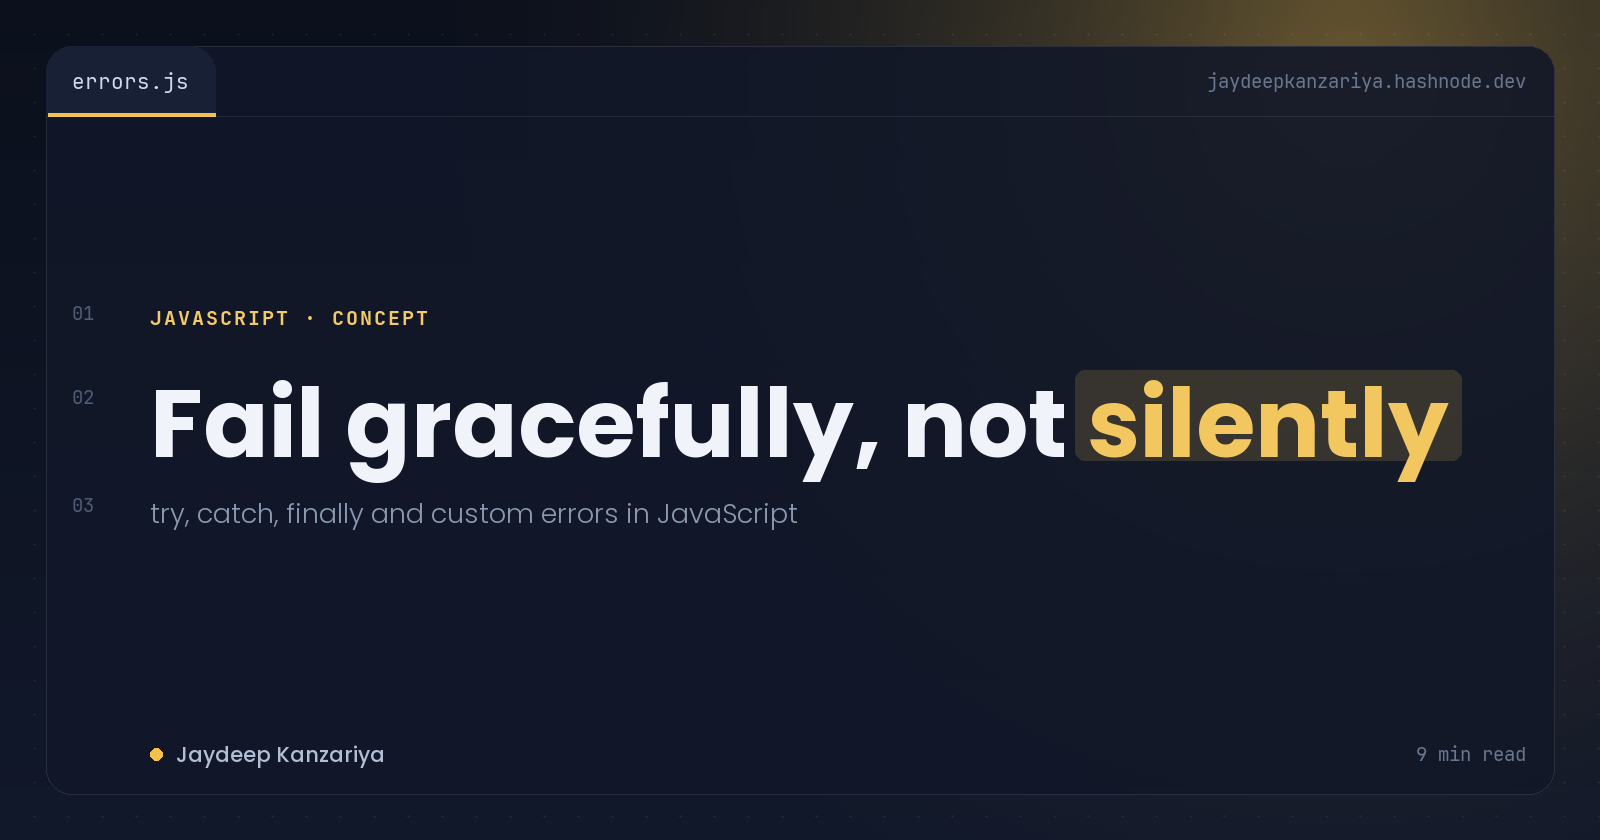 errors.js
jaydeepkanzariya.hashnode.dev
01
JAVASCRIPT · CONCEPT
02
Fail gracefully, not silently
03
try, catch, finally and custom errors in JavaScript
Jaydeep Kanzariya
9 min read